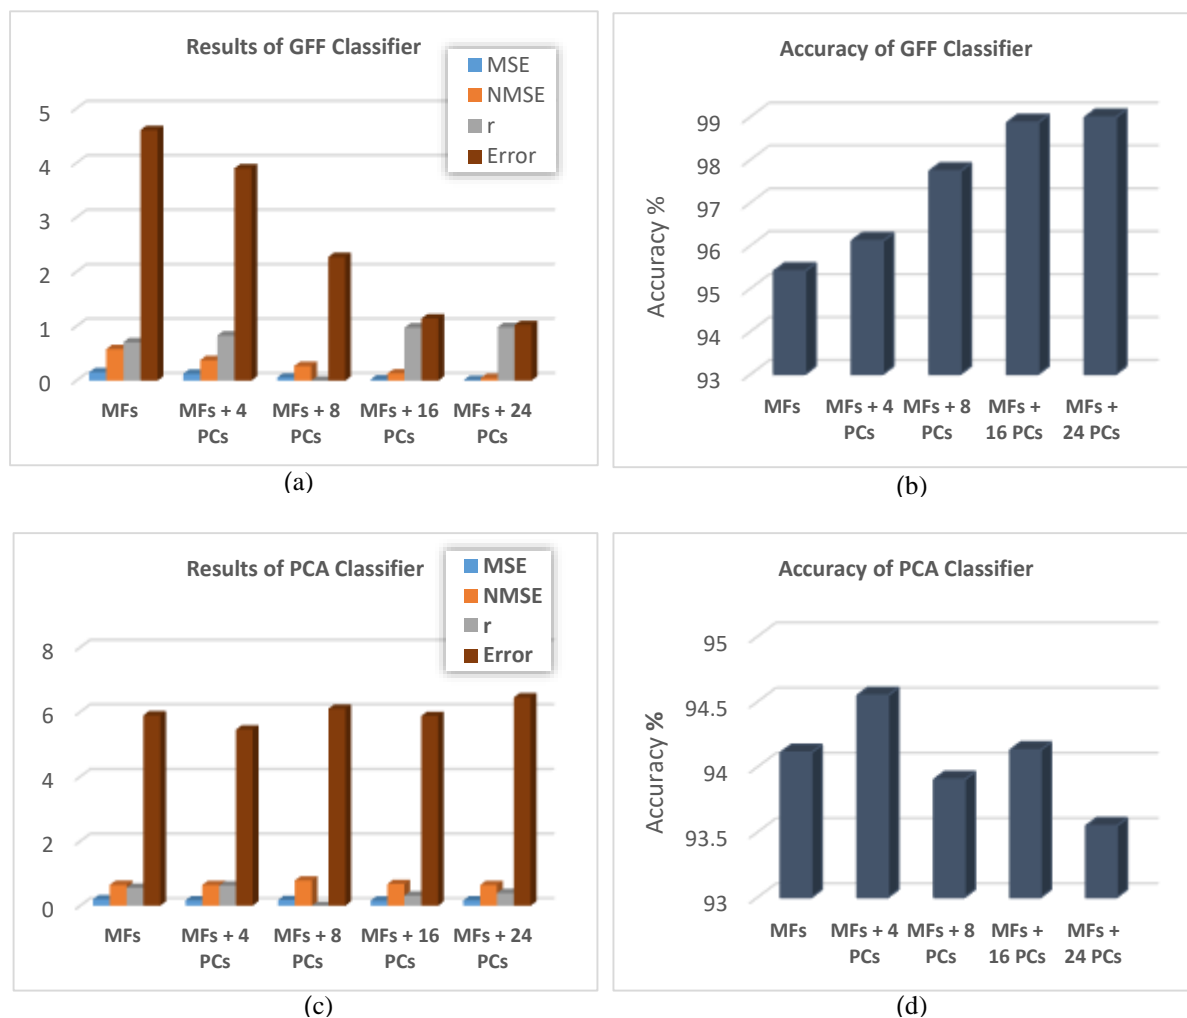 Results of GFF Classifier
MSE
NMSE
r
Error
5
4
3
2
1
0
MFs
MFs + 4 PCs
MFs + 8 PCs
MFs + 16 PCs
MFs + 24 PCs
(a)
Accuracy of GFF Classifier
Accuracy %
99
98
97
96
95
94
93
MFs
MFs + 4 PCs
MFs + 8 PCs
MFs + 16 PCs
MFs + 24 PCs
(b)
Results of PCA Classifier
MSE
NMSE
r
Error
8
6
4
2
0
MFs
MFs + 4 PCs
MFs + 8 PCs
MFs + 16 PCs
MFs + 24 PCs
(c)
Accuracy of PCA Classifier
Accuracy %
95
94.5
94
93.5
93
MFs
MFs + 4 PCs
MFs + 8 PCs
MFs + 16 PCs
MFs + 24 PCs
(d)